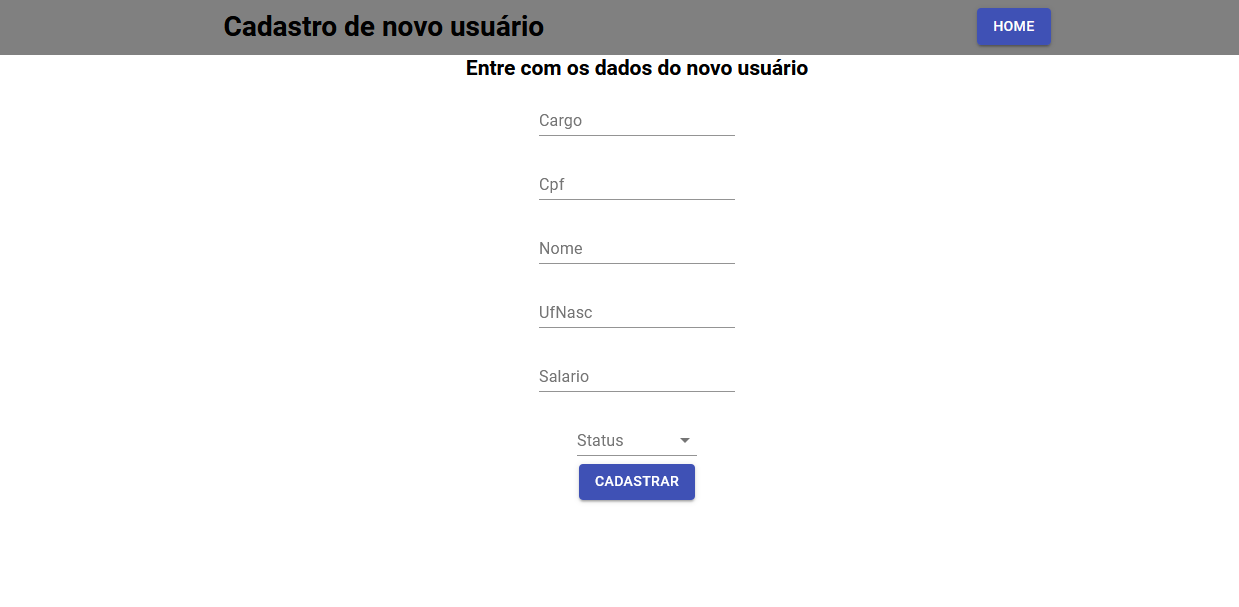 Cadastro de novo usuário
HOME
Entre com os dados do novo usuário
Cargo
Cpf
Nome
UfNasc
Salario
Status
CADASTRAR